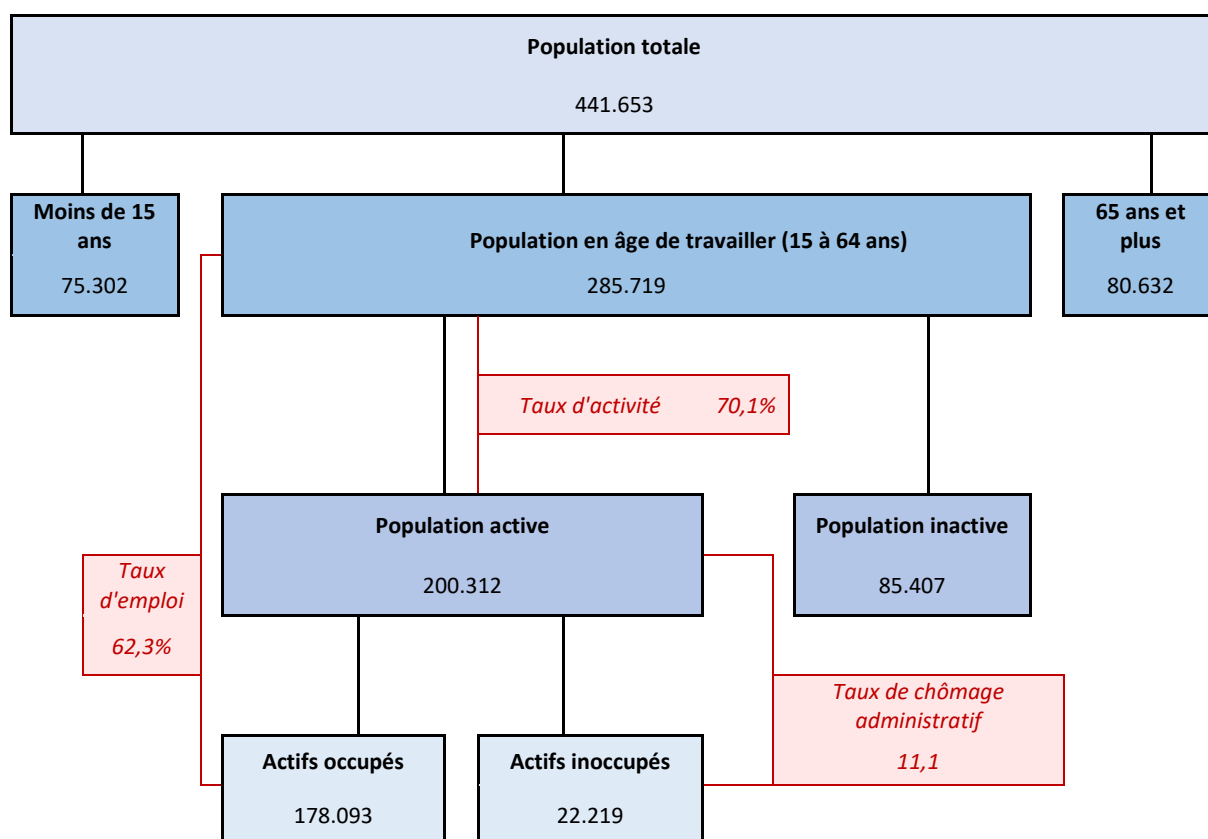 Population totale
441.653
Moins de 15
ans
75.302
Population en âge de travailler (15 à 64 ans)
285.719
65 ans et
plus
80.632
Taux d'activité 70,1%
Population active
200.312
Population inactive
85.407
Taux
d'emploi
62,3%
Taux de chômage
administratif
11,1
Actifs occupés
178.093
Actifs inoccupés
22.219